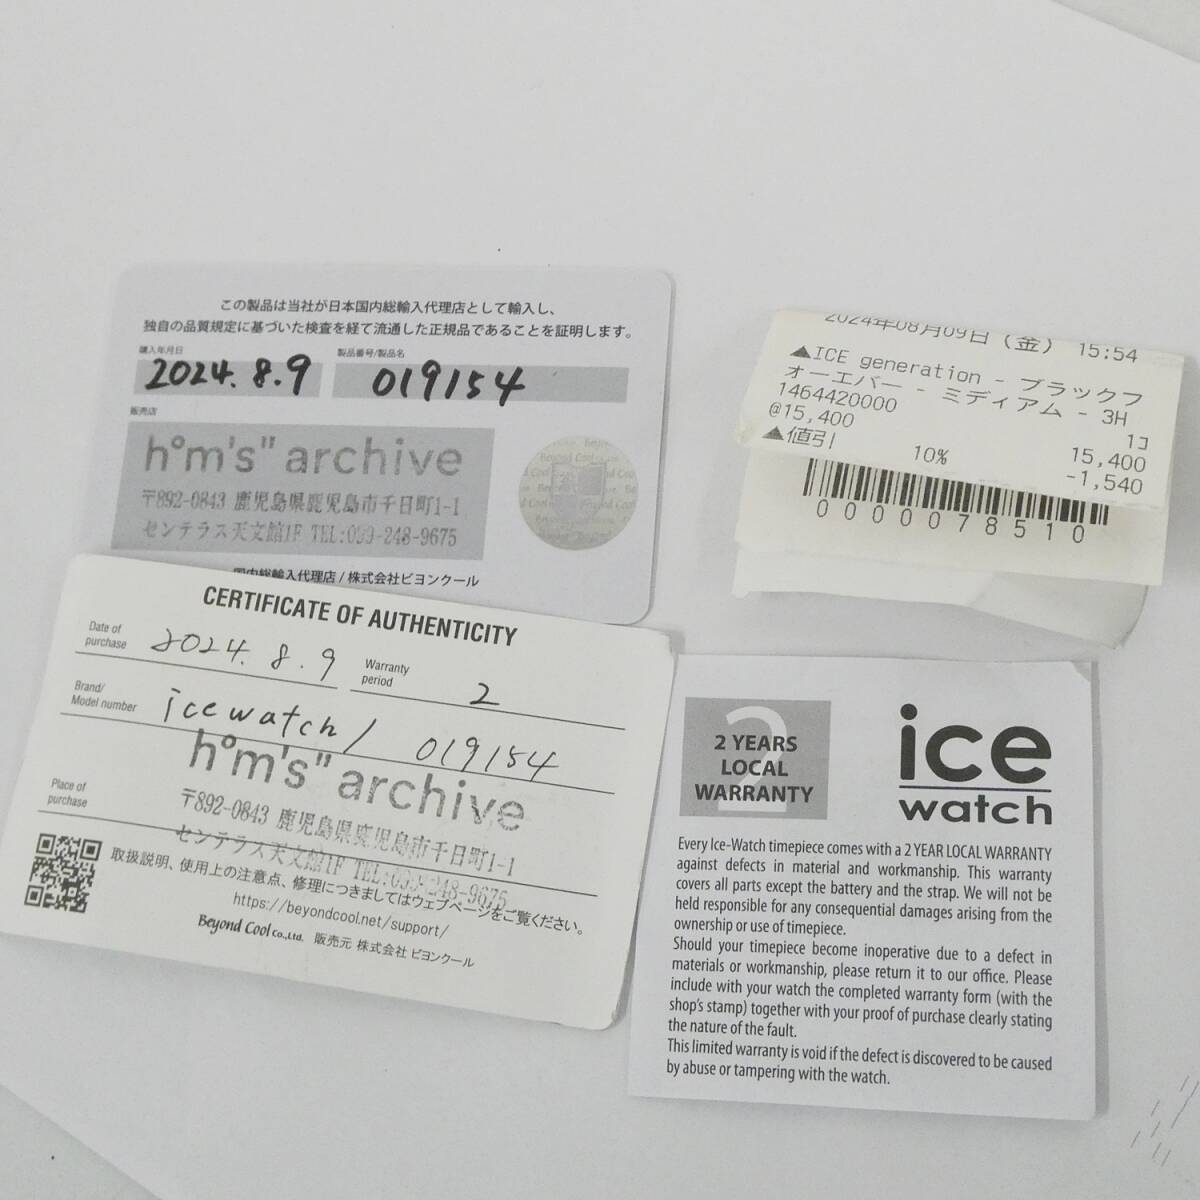 この製品は当社が日本国内総輸入代理店として輸入し、
独自の品質規定に基づいた検査を経て流通した正規品であることを証明します。
購入年月日
2024.8.9
製品番号/製品名
019154
販売店
h°m's" archive
〒892-0843 鹿児島県鹿児島市千日町1-1
センテラス天文館1F TEL:099-248-9675
国内総輸入代理店/株式会社ビヨンクール
CERTIFICATE OF AUTHENTICITY
Date of
purchase
2024.8.9
Warranty
period
2
Brand/
Model number
icewatch/ 019154
Place of
purchase
h°m's" archive
〒892-0843 鹿児島県鹿児島市千日町1-1
センテラス天文館1F TEL:099-248-9675
取扱説明、使用上の注意点、修理につきましてはウェブページをご覧ください。
https://beyondcool.net/support/
Beyond Cool Co.,Ltd. 販売元 株式会社 ビヨンクール
2024年08月09日(金) 15:54
▲ICE generation - ブラックフ
オーエバー - ミディアム - 3H
1464420000
1コ
@15,400
15,400
▲値引 10% -1,540
0000078510
2
2 YEARS
LOCAL
WARRANTY
ice
watch
Every Ice-Watch timepiece comes with a 2 YEAR LOCAL WARRANTY
against defects in material and workmanship. This warranty
covers all parts except the battery and the strap. We will not be
held responsible for any consequential damages arising from the
ownership or use of timepiece.
Should your timepiece become inoperative due to a defect in
materials or workmanship, please return it to our office. Please
include with your watch the completed warranty form (with the
shop's stamp) together with your proof of purchase clearly stating
the nature of the fault.
This limited warranty is void if the defect is discovered to be caused
by abuse or tampering with the watch.